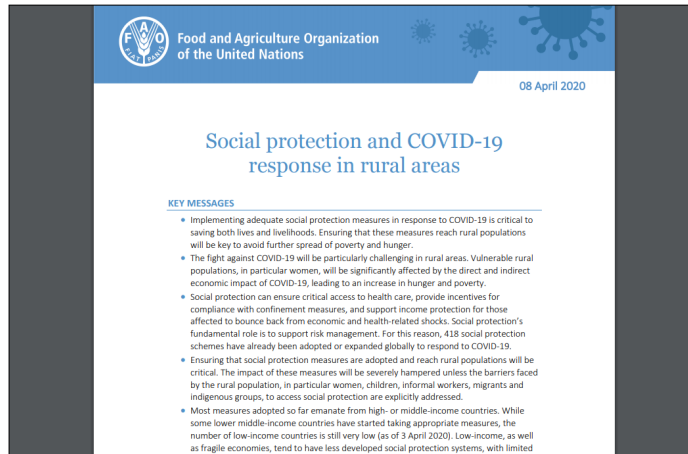 F A O
FIAT PANIS
Food and Agriculture Organization
of the United Nations
08 April 2020
Social protection and COVID-19
response in rural areas
KEY MESSAGES
• Implementing adequate social protection measures in response to COVID-19 is critical to
saving both lives and livelihoods. Ensuring that these measures reach rural populations
will be key to avoid further spread of poverty and hunger.
• The fight against COVID-19 will be particularly challenging in rural areas. Vulnerable rural
populations, in particular women, will be significantly affected by the direct and indirect
economic impact of COVID-19, leading to an increase in hunger and poverty.
• Social protection can ensure critical access to health care, provide incentives for
compliance with confinement measures, and support income protection for those
affected to bounce back from economic and health-related shocks. Social protection's
fundamental role is to support risk management. For this reason, 418 social protection
schemes have already been adopted or expanded globally to respond to COVID-19.
• Ensuring that social protection measures are adopted and reach rural populations will be
critical. The impact of these measures will be severely hampered unless the barriers faced
by the rural population, in particular women, children, informal workers, migrants and
indigenous groups, to access social protection are explicitly addressed.
• Most measures adopted so far emanate from high- or middle-income countries. While
some lower middle-income countries have started taking appropriate measures, the
number of low-income countries is still very low (as of 3 April 2020). Low-income, as well
as fragile economies, tend to have less developed social protection systems, with limited